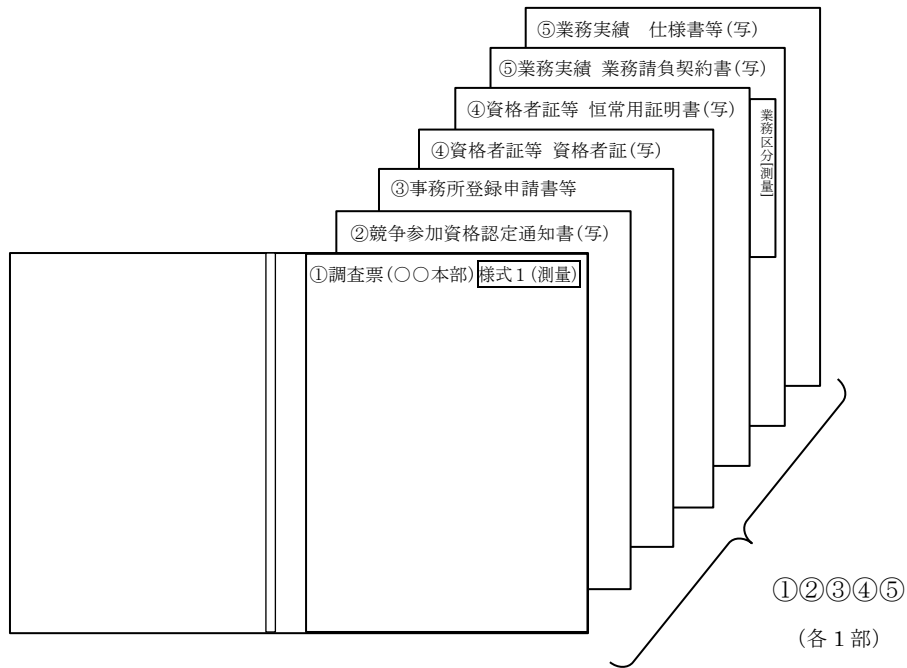 ⑤業務実績　仕様書等(写)
⑤業務実績 業務請負契約書(写)
④資格者証等 恒常用証明書(写)
業務区分[測量]
④資格者証等 資格者証(写)
③事務所登録申請書等
②競争参加資格認定通知書(写)
①調査票(○○本部) 様式１(測量)
①②③④⑤
(各１部)